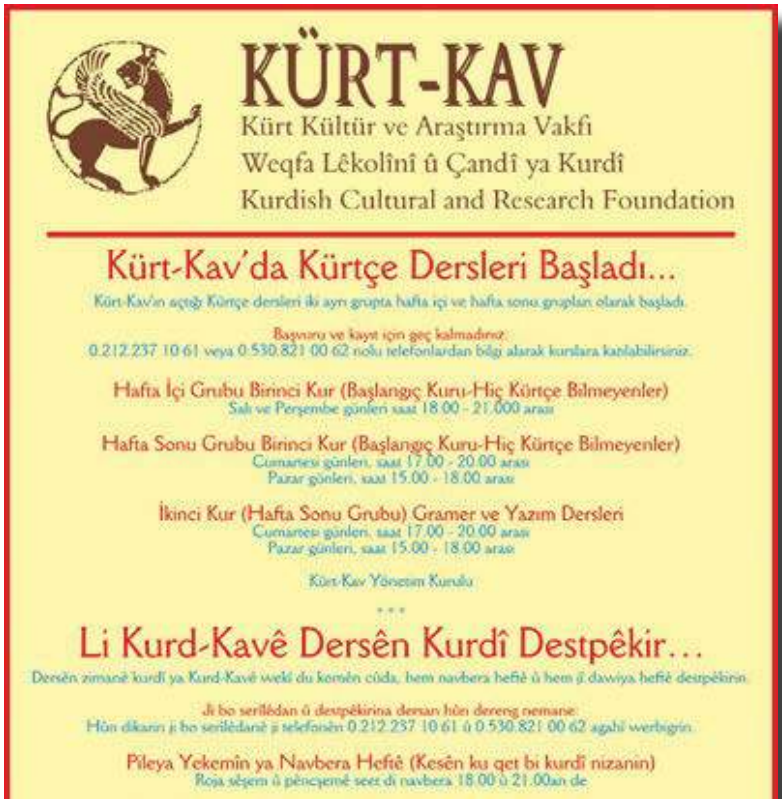 KÜRT-KAV
Kürt Kültür ve Araştırma Vakfı
Weqfa Lêkolînî û Çandî ya Kurdî
Kurdish Cultural and Research Foundation
Kürt-Kav'da Kürtçe Dersleri Başladı...
Kürt-Kav'ın açtığı Kürtçe dersleri iki ayrı grupta hafta içi ve hafta sonu grupları olarak başladı.
Başvuru ve kayıt için geç kalmadınız:
0.212.237 10 61 veya 0.530.821 00 62 nolu telefonlardan bilgi alarak kurslara katılabilirsiniz.
Hafta İçi Grubu Birinci Kur (Başlangıç Kuru-Hiç Kürtçe Bilmeyenler)
Salı ve Perşembe günleri saat 18.00 - 21.000 arası
Hafta Sonu Grubu Birinci Kur (Başlangıç Kuru-Hiç Kürtçe Bilmeyenler)
Cumartesi günleri, saat 17.00 - 20.00 arası
Pazar günleri, saat 15.00 - 18.00 arası
İkinci Kur (Hafta Sonu Grubu) Gramer ve Yazım Dersleri
Cumartesi günleri, saat 17.00 - 20.00 arası
Pazar günleri, saat 15.00 - 18.00 arası
Kürt-Kav Yönetim Kurulu
***
Li Kurd-Kavê Dersên Kurdî Destpêkir...
Dersên zimanê kurdî ya Kurd-Kavê wekî du komên cûda, hem navbera heftê û hem jî dawiya heftê destpêkirin.
Ji bo serîlêdan û destpêkirina dersan hûn dereng nemane:
Hûn dikarin ji bo serîlêdanê ji telefonên 0.212.237 10 61 û 0.530.821 00 62 agahî werbigrin.
Pileya Yekemîn ya Navbera Heftê (Kesên ku qet bi kurdî nizanin)
Roja sêşem û pêncşemê seet di navbera 18.00 û 21.00an de